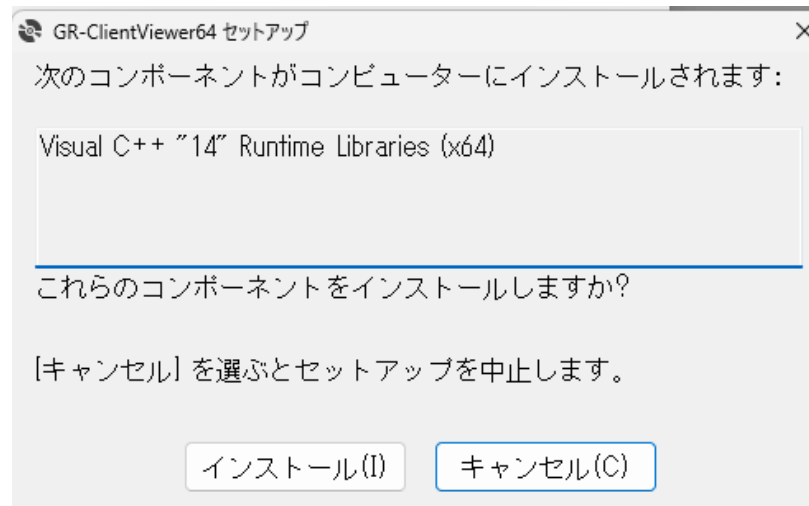 GR-ClientViewer64 セットアップ
次のコンポーネントがコンピューターにインストールされます:
Visual C++ "14" Runtime Libraries (x64)
これらのコンポーネントをインストールしますか?
[キャンセル] を選ぶとセットアップを中止します。
インストール(I)
キャンセル(C)